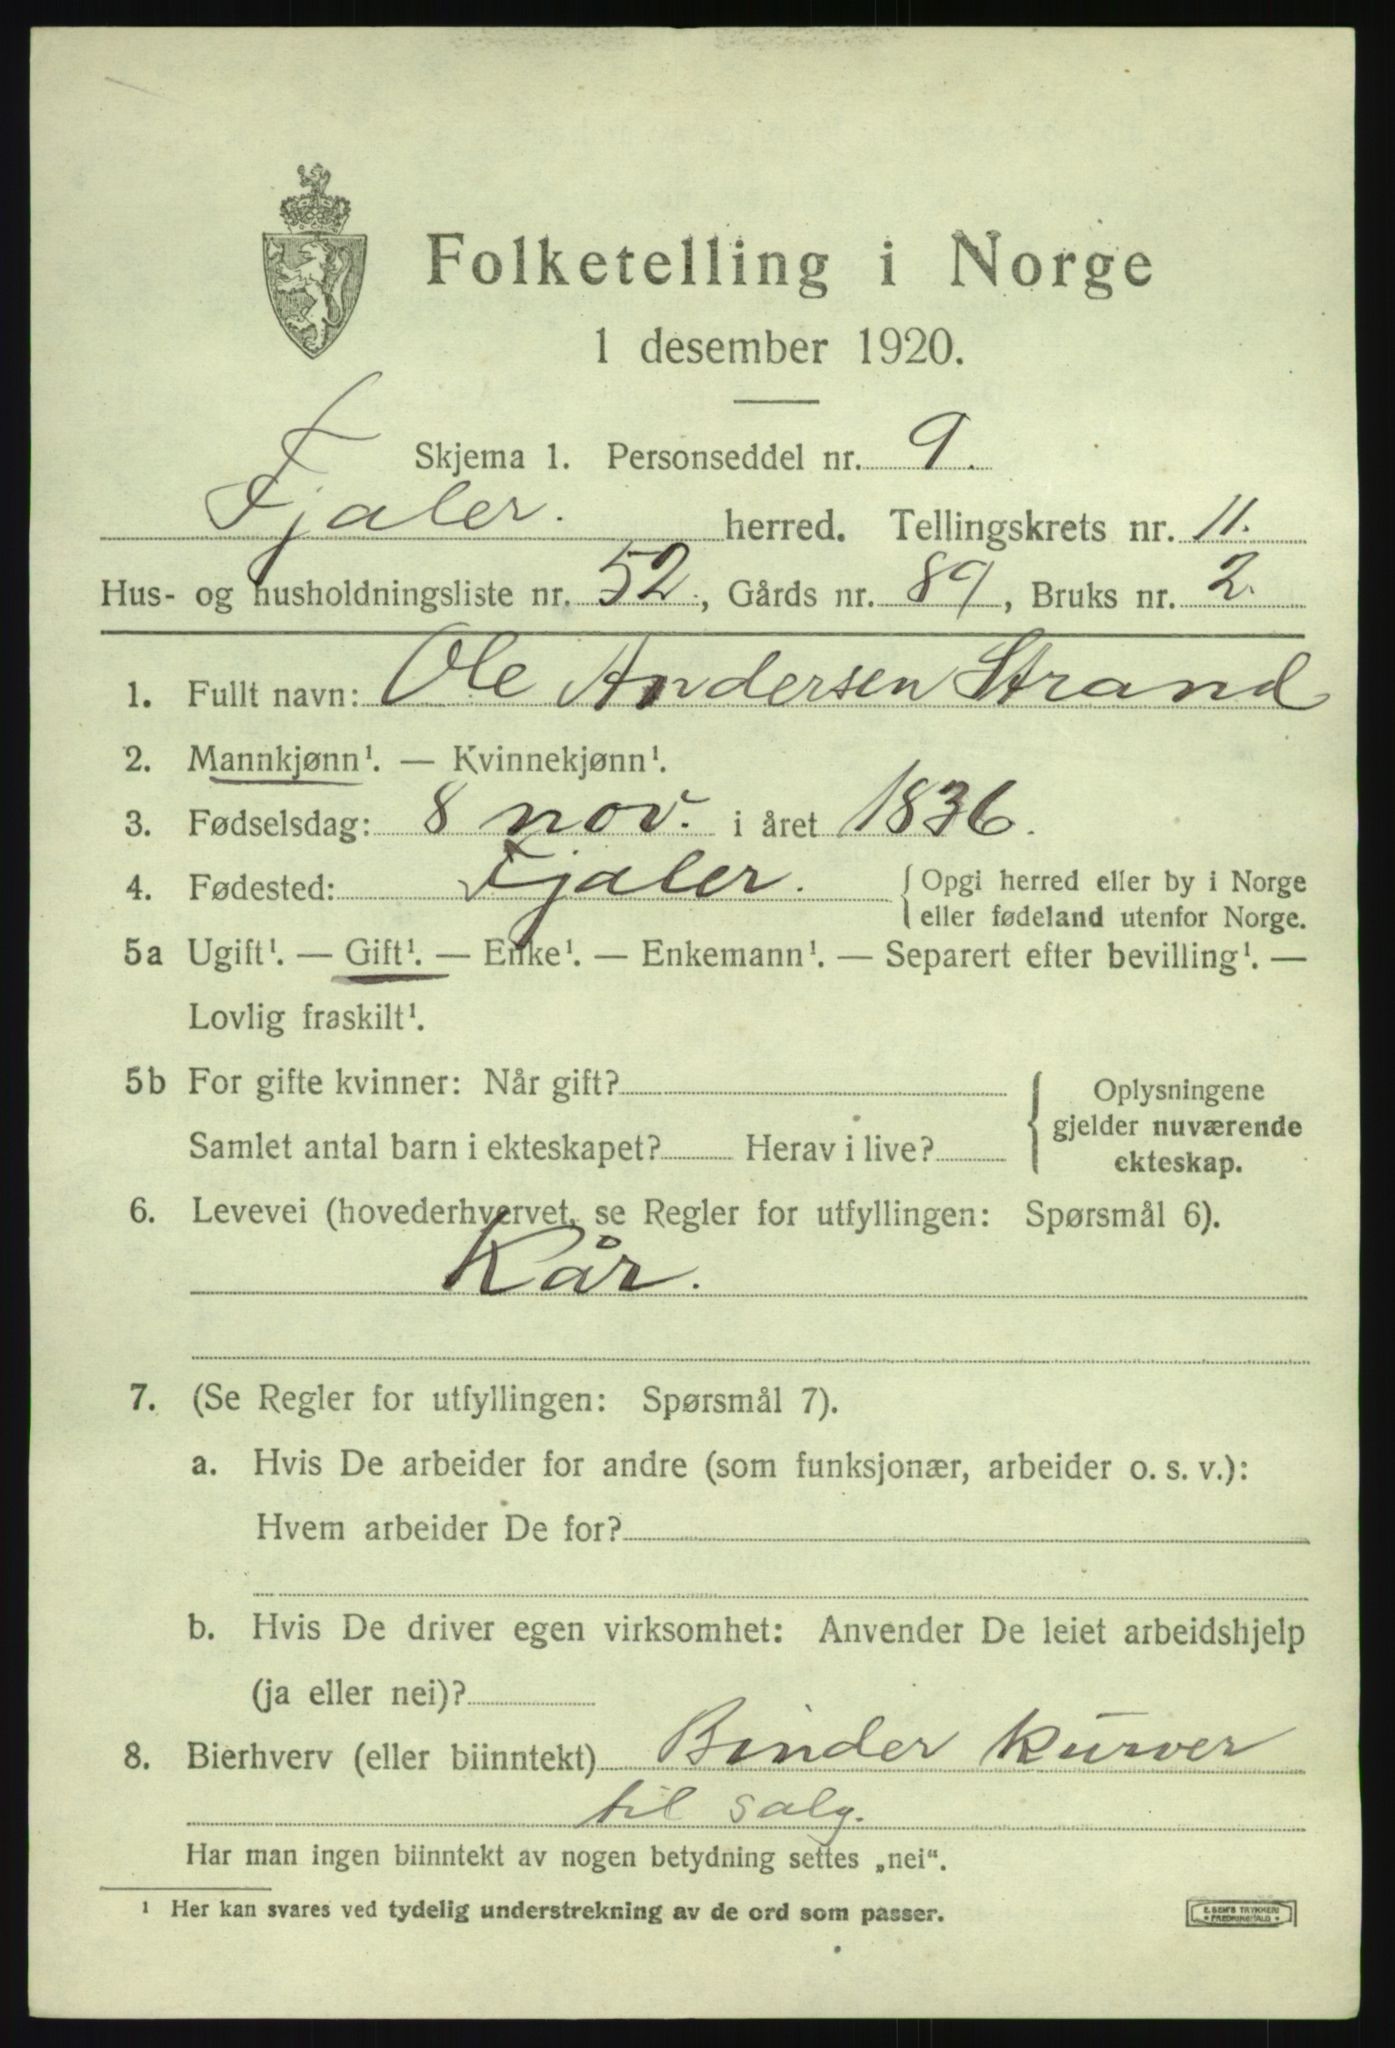 Folketelling i Norge
1 desember 1920.
Skjema 1. Personseddel nr. 9.
Fjaler. herred. Tellingskrets nr. 11.
Hus- og husholdningsliste nr. 52., Gårds nr. 89, Bruks nr. 2.
1. Fullt navn: Ole Andersen Strand
2. Mannkjønn¹. — Kvinnekjønn¹.
3. Fødselsdag: 8 nov. i året 1836.
4. Fødested: Fjaler. { Opgi herred eller by i Norge
eller fødeland utenfor Norge.
5a Ugift¹. — Gift¹. — Enke¹. — Enkemann¹. — Separert efter bevilling¹. —
Lovlig fraskilt¹.
5b For gifte kvinner: Når gift?
Samlet antal barn i ekteskapet? Herav i live?
{ Oplysningene
gjelder nuværende
ekteskap.
6. Levevei (hovederhvervet, se Regler for utfyllingen: Spørsmål 6).
Kår.
7. (Se Regler for utfyllingen: Spørsmål 7).
a. Hvis De arbeider for andre (som funksjonær, arbeider o. s. v.):
Hvem arbeider De for?
b. Hvis De driver egen virksomhet: Anvender De leiet arbeidshjelp
(ja eller nei)?
8. Bierhverv (eller biinntekt) Binder kurver
til salg.
Har man ingen biinntekt av nogen betydning settes „nei“.
¹ Her kan svares ved tydelig understrekning av de ord som passer.
E. SEM'S TRYKKERI
FREDRIKSHALD